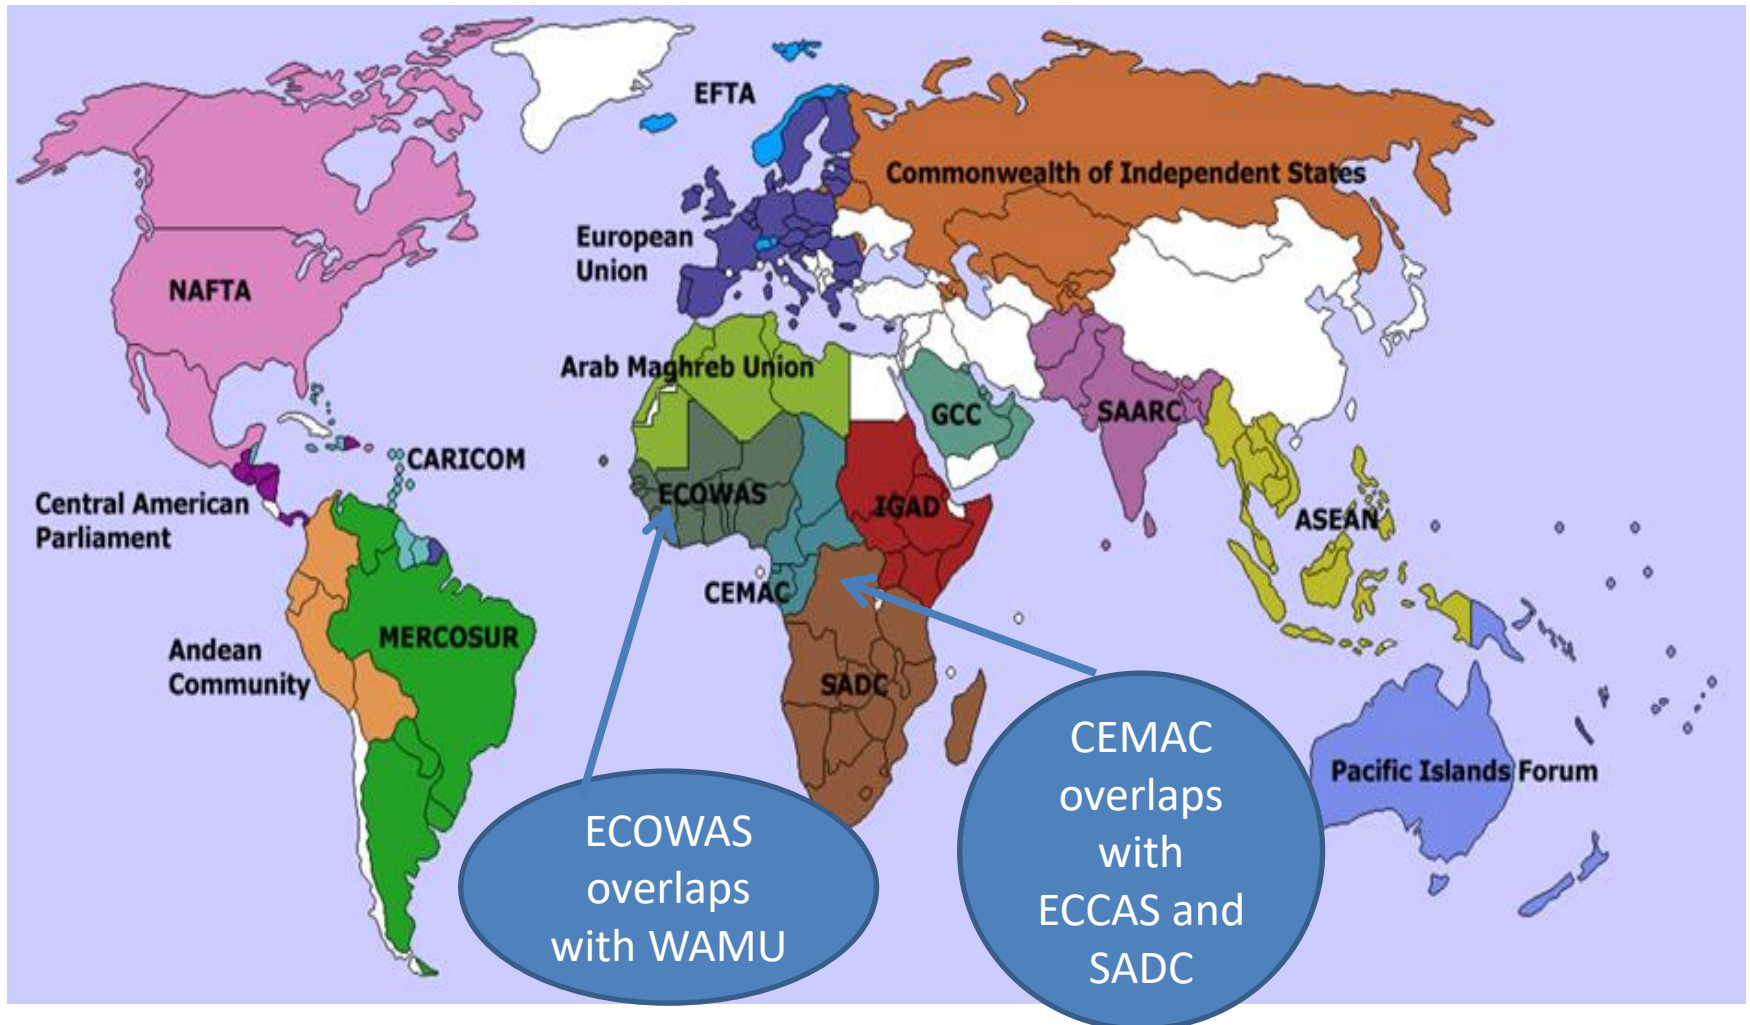 EFTA
Commonwealth of Independent States
European
Union
NAFTA
Arab Maghreb Union
GCC
SAARC
CARICOM
Central American
Parliament
ECOWAS
IGAD
ASEAN
CEMAC
MERCOSUR
Andean
Community
SADC
Pacific Islands Forum
ECOWAS
overlaps
with WAMU
CEMAC
overlaps
with
ECCAS and
SADC